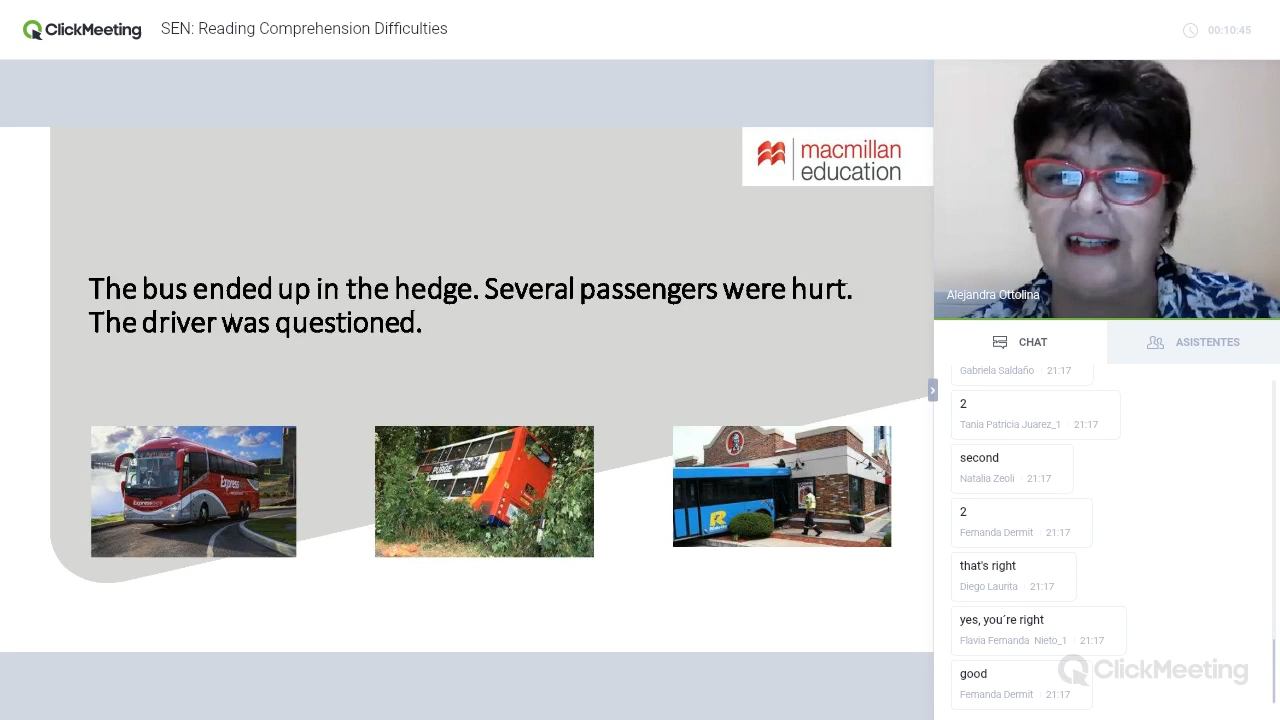 ClickMeeting
SEN: Reading Comprehension Difficulties
00:10:45
macmillan
education
The bus ended up in the hedge. Several passengers were hurt.
The driver was questioned.
Express
PURGE
R
Alejandra Ottolina
CHAT
ASISTENTES
Gabriela Saldaño 21:17
2
Tania Patricia Juarez_1 21:17
second
Natalia Zeoli 21:17
2
Fernanda Dermit 21:17
that's right
Diego Laurita 21:17
yes, you´re right
Flavia Fernanda Nieto_1 21:17
good
Fernanda Dermit 21:17
ClickMeeting